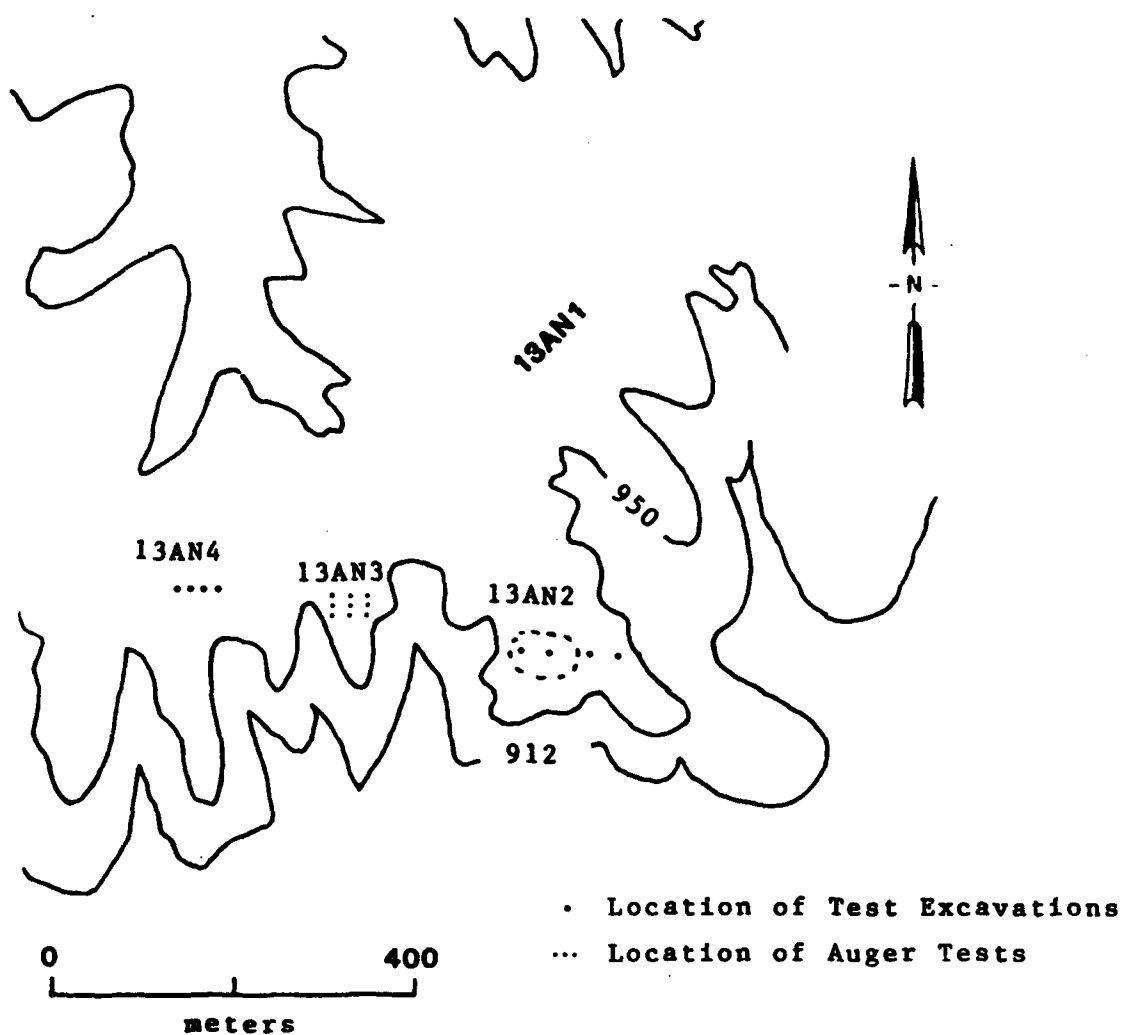 - N -
13AN1
950
13AN4
13AN3
13AN2
912
· Location of Test Excavations
... Location of Auger Tests
0 400
meters